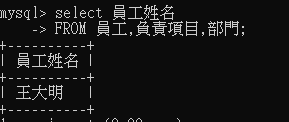 mysql> select 員工姓名
    -> FROM 員工,負責項目,部門;
+----------+
| 員工姓名 |
+----------+
| 王大明   |
+----------+